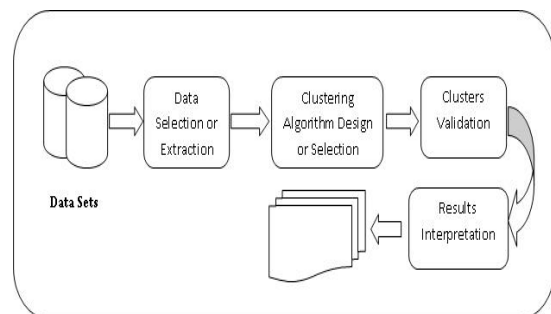 Data
Selection or
Extraction
Clustering
Algorithm Design
or Selection
Clusters
Validation
Data Sets
Results
Interpretation